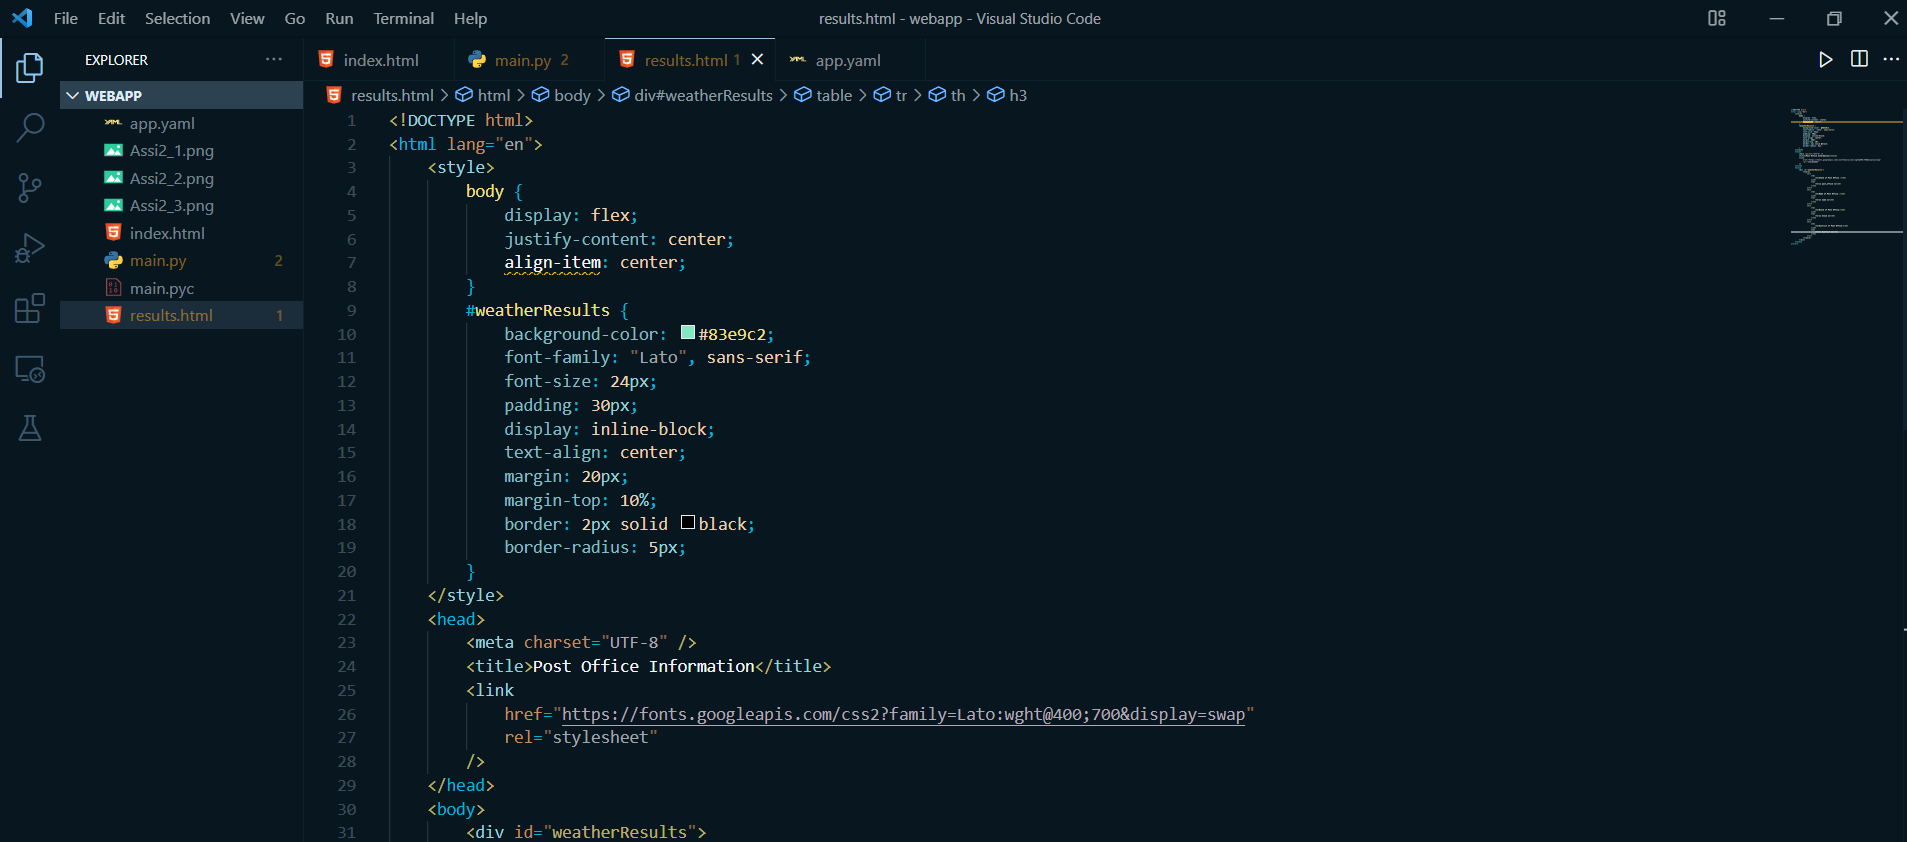 File Edit Selection View Go Run Terminal Help
results.html - webapp - Visual Studio Code
EXPLORER ...
WEBAPP
YAML app.yaml
Assi2_1.png
Assi2_2.png
Assi2_3.png
index.html
main.py 2
main.pyc
results.html 1
index.html main.py 2 results.html 1 YAML app.yaml
results.html > html > body > div#weatherResults > table > tr > th > h3
1 <!DOCTYPE html>
2 <html lang="en">
3 <style>
4 body {
5 display: flex;
6 justify-content: center;
7 align-item: center;
8 }
9 #weatherResults {
10 background-color: #83e9c2;
11 font-family: "Lato", sans-serif;
12 font-size: 24px;
13 padding: 30px;
14 display: inline-block;
15 text-align: center;
16 margin: 20px;
17 margin-top: 10%;
18 border: 2px solid black;
19 border-radius: 5px;
20 }
21 </style>
22 <head>
23 <meta charset="UTF-8" />
24 <title>Post Office Information</title>
25 <link
26 href="https://fonts.googleapis.com/css2?family=Lato:wght@400;700&display=swap"
27 rel="stylesheet"
28 />
29 </head>
30 <body>
31 <div id="weatherResults">